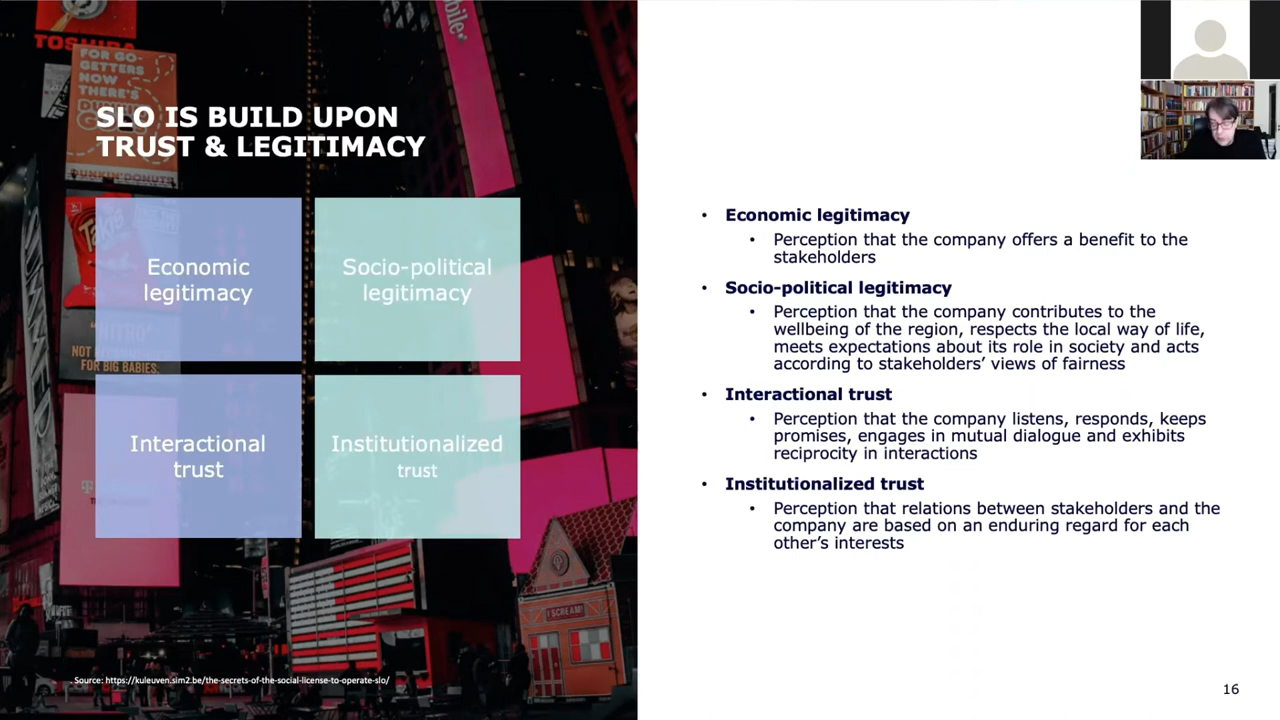 TOSHIBA
FOR GO-
GETTERS
NOW
THERE'S
DUNKIN'
DUNKIN' DONUTS
SLO IS BUILD UPON
TRUST & LEGITIMACY
Takis
"NITRO"
FOR BIG BABIES.
Economic
legitimacy
Socio-political
legitimacy
Interactional
trust
Institutionalized
trust
I SCREAM!
Source: https://kuleuven.sim2.be/the-secrets-of-the-social-license-to-operate-slo/
• Economic legitimacy
• Perception that the company offers a benefit to the
stakeholders
• Socio-political legitimacy
• Perception that the company contributes to the
wellbeing of the region, respects the local way of life,
meets expectations about its role in society and acts
according to stakeholders' views of fairness
• Interactional trust
• Perception that the company listens, responds, keeps
promises, engages in mutual dialogue and exhibits
reciprocity in interactions
• Institutionalized trust
• Perception that relations between stakeholders and the
company are based on an enduring regard for each
other's interests
16